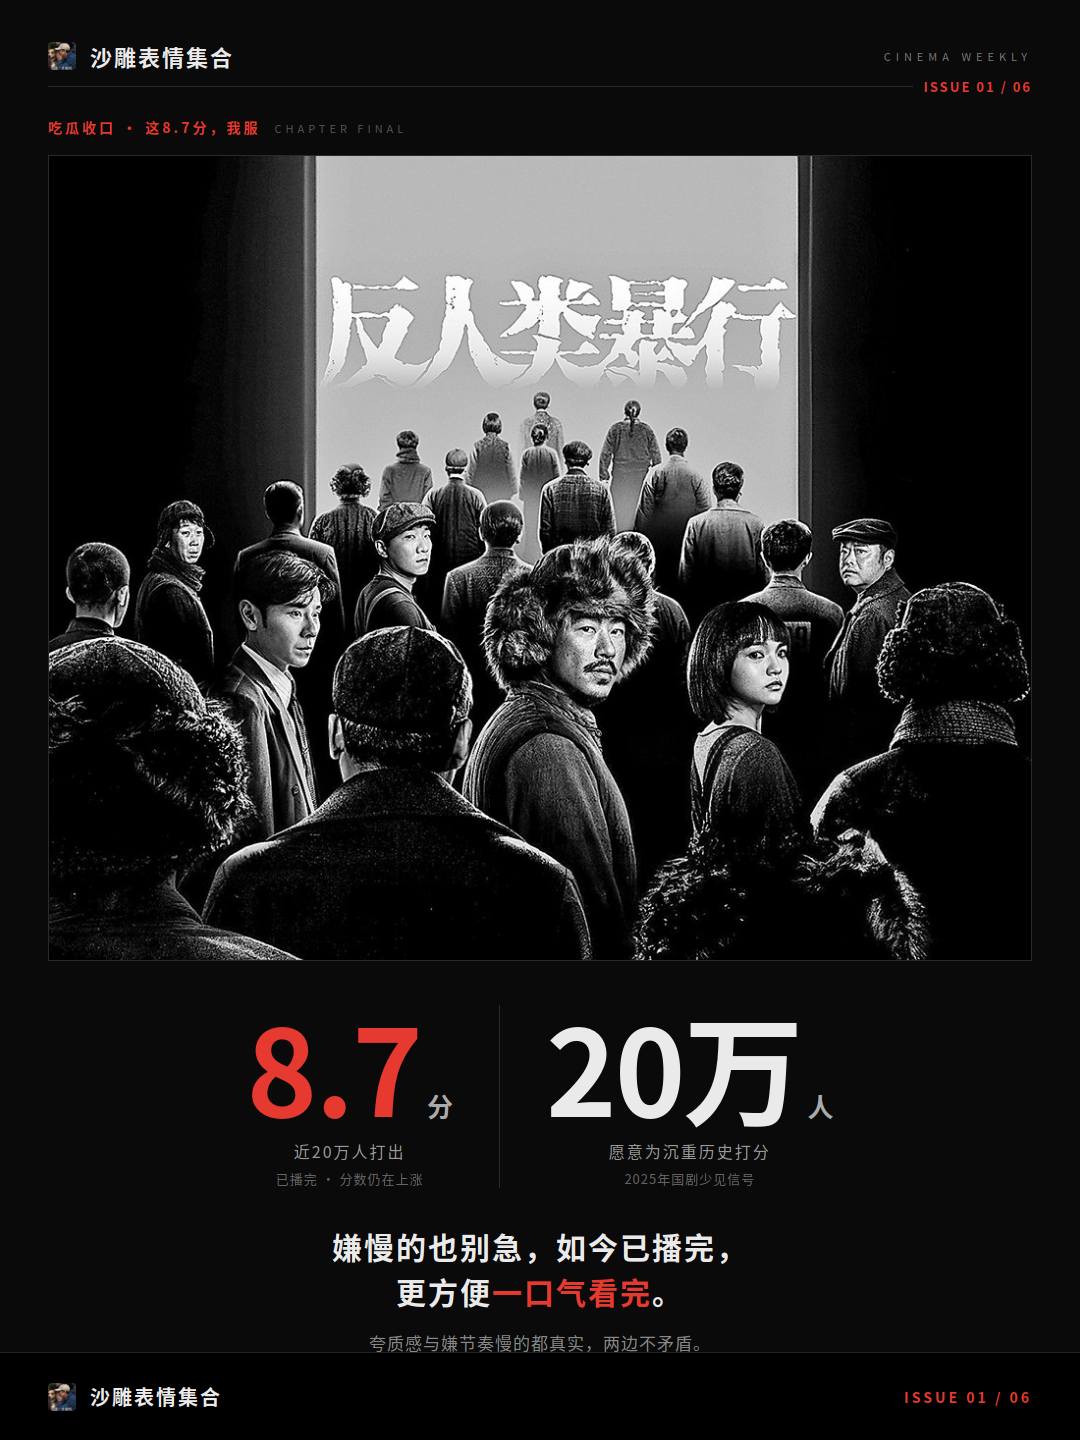 沙雕表情集合
CINEMA WEEKLY
ISSUE 01 / 06
吃瓜收口 · 这8.7分，我服 CHAPTER FINAL
反人类暴行
8.7分
20万人
近20万人打出
愿意为沉重历史打分
已播完 · 分数仍在上涨
2025年国剧少见信号
嫌慢的也别急，如今已播完，
更方便一口气看完。
夸质感与嫌节奏慢的都真实，两边不矛盾。
沙雕表情集合
ISSUE 01 / 06